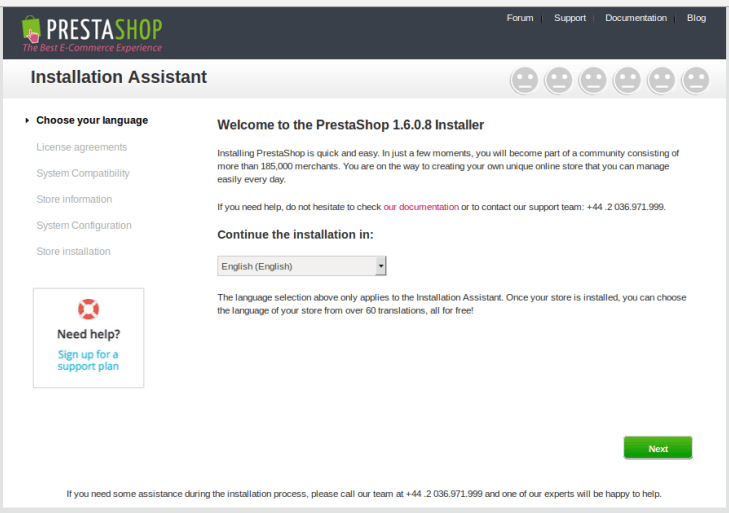 PRESTASHOP
The Best E-Commerce Experience
Forum | Support | Documentation | Blog
Installation Assistant
Choose your language
License agreements
System Compatibility
Store information
System Configuration
Store installation
Need help?
Sign up for a
support plan
Welcome to the PrestaShop 1.6.0.8 Installer
Installing PrestaShop is quick and easy. In just a few moments, you will become part of a community consisting of
more than 185,000 merchants. You are on the way to creating your own unique online store that you can manage
easily every day.
If you need help, do not hesitate to check our documentation or to contact our support team: +44 .2 036.971.999.
Continue the installation in:
English (English)
The language selection above only applies to the Installation Assistant. Once your store is installed, you can choose
the language of your store from over 60 translations, all for free!
Next
If you need some assistance during the installation process, please call our team at +44 .2 036.971.999 and one of our experts will be happy to help.